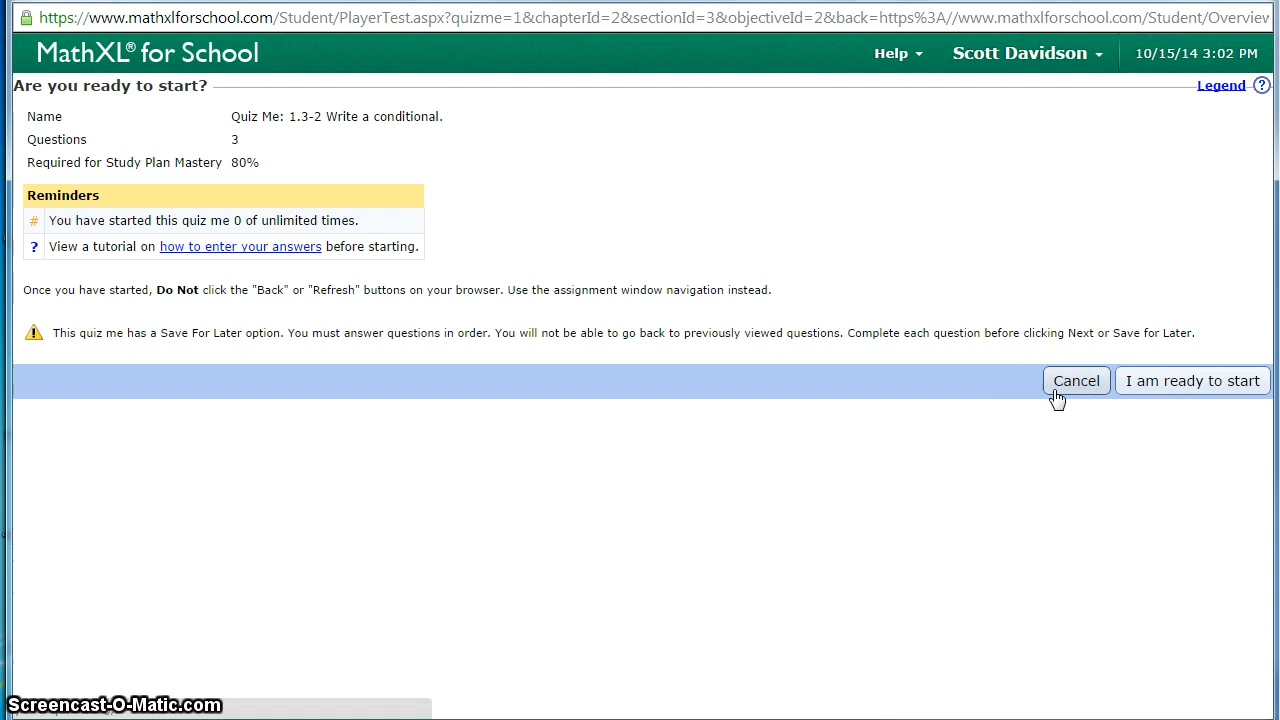 https://www.mathxlforschool.com/Student/PlayerTest.aspx?quizme=1&chapterId=2&sectionId=3&objectiveId=2&back=https%3A//www.mathxlforschool.com/Student/Overview
MathXL® for School
Help
Scott Davidson
10/15/14 3:02 PM
Are you ready to start?
Legend ?
Name Quiz Me: 1.3-2 Write a conditional.
Questions 3
Required for Study Plan Mastery 80%
Reminders
# You have started this quiz me 0 of unlimited times.
? View a tutorial on how to enter your answers before starting.
Once you have started, Do Not click the "Back" or "Refresh" buttons on your browser. Use the assignment window navigation instead.
This quiz me has a Save For Later option. You must answer questions in order. You will not be able to go back to previously viewed questions. Complete each question before clicking Next or Save for Later.
Cancel
I am ready to start
Screencast-O-Matic.com